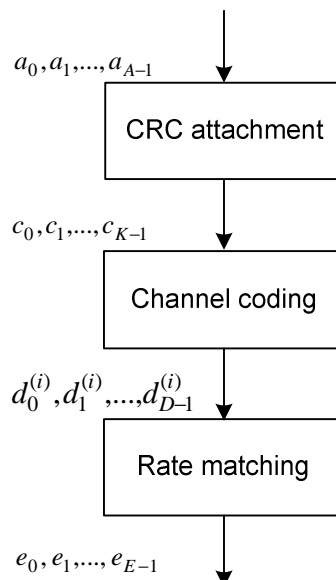 a_0, a_1, ..., a_{A-1}
CRC attachment
c_0, c_1, ..., c_{K-1}
Channel coding
d_0^{(i)}, d_1^{(i)}, ..., d_{D-1}^{(i)}
Rate matching
e_0, e_1, ..., e_{E-1}